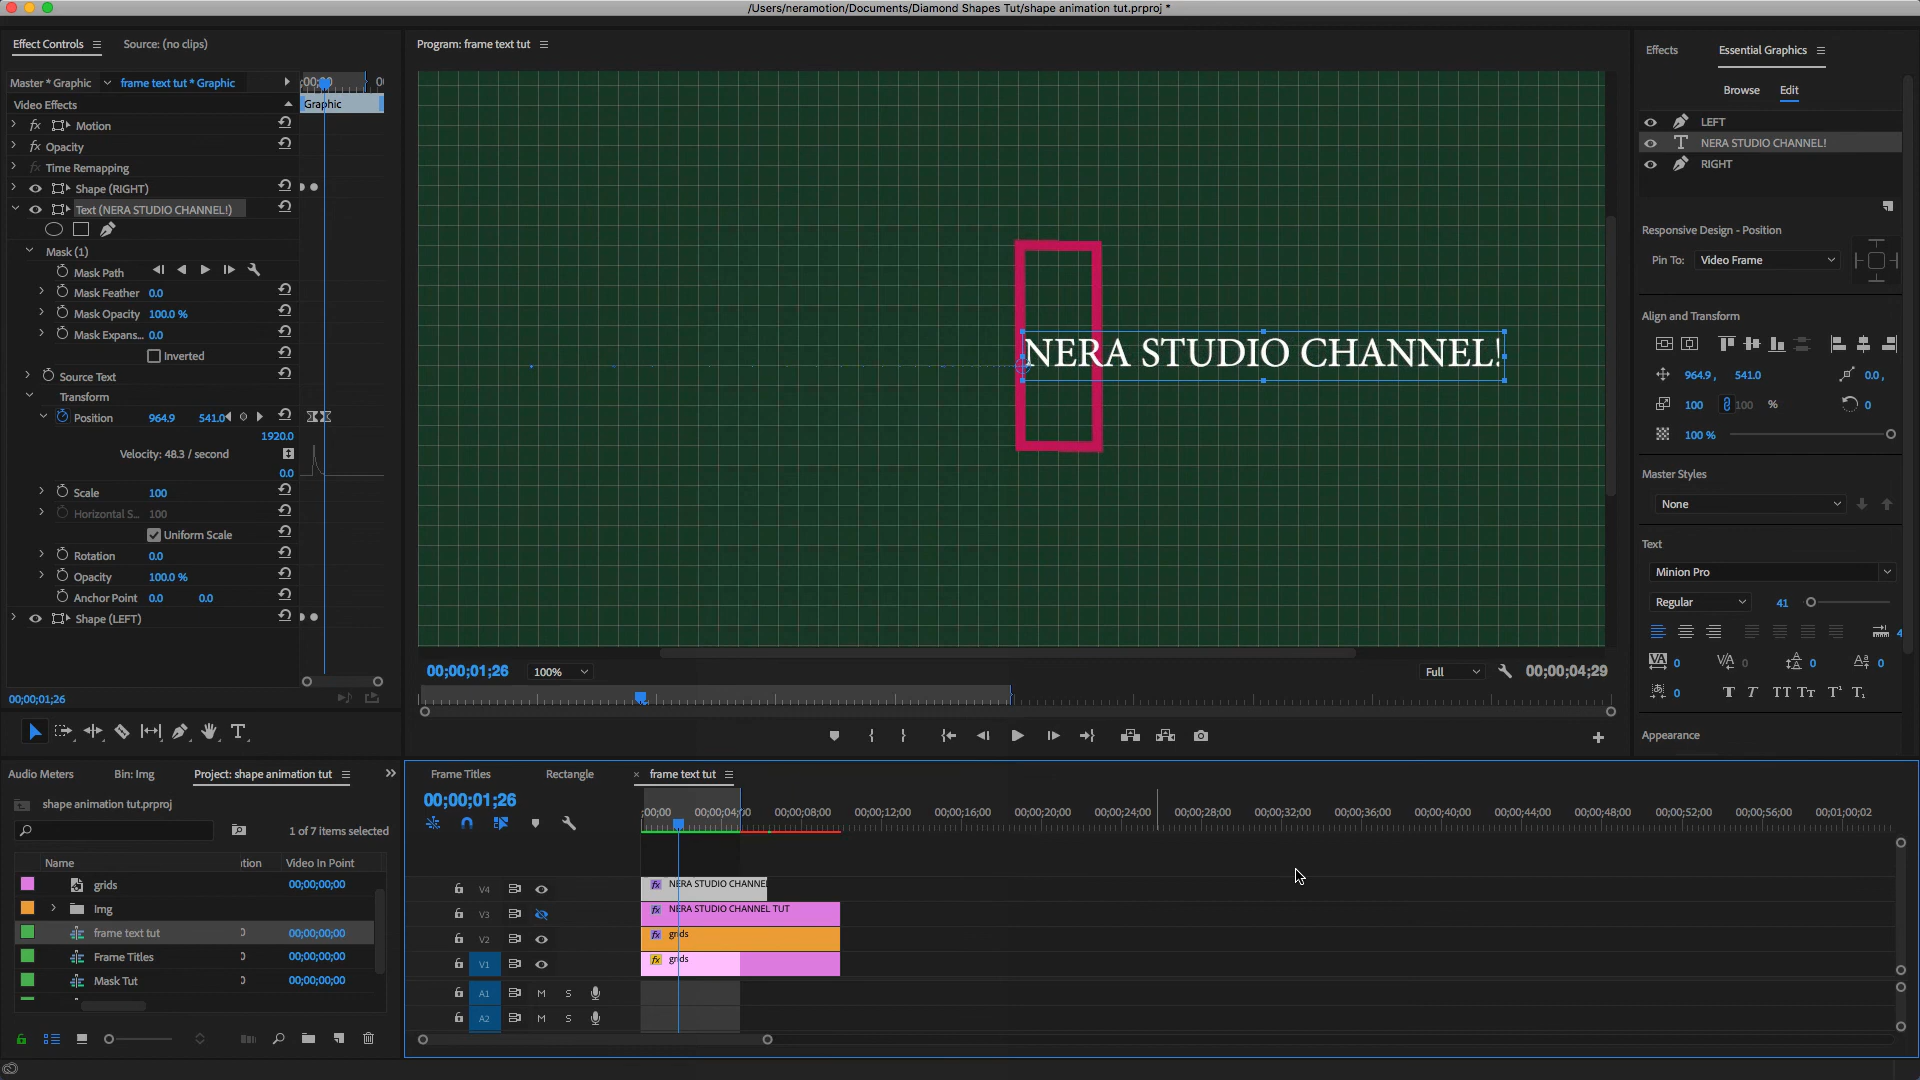 /Users/neramotion/Documents/Diamond Shapes Tut/shape animation tut.prproj *
Effect Controls
Source: (no clips)
Master * Graphic
frame text tut * Graphic
;00;00
Video Effects
Graphic
fx Motion
fx Opacity
fx Time Remapping
Shape (RIGHT)
Text (NERA STUDIO CHANNEL!)
Mask (1)
Mask Path
Mask Feather 0.0
Mask Opacity 100.0 %
Mask Expans... 0.0
Inverted
Source Text
Transform
Position 964.9 541.0
1920.0
Velocity: 48.3 / second
0.0
Scale 100
Horizontal S... 100
Uniform Scale
Rotation 0.0
Opacity 100.0 %
Anchor Point 0.0 0.0
Shape (LEFT)
00;00;01;26
Program: frame text tut
NERA STUDIO CHANNEL!
00;00;01;26
100%
Full
00;00;04;29
Effects
Essential Graphics
Browse
Edit
LEFT
NERA STUDIO CHANNEL!
RIGHT
Responsive Design - Position
Pin To: Video Frame
Align and Transform
964.9 , 541.0 0.0 ,
100 100 % 0
100 %
Master Styles
None
Text
Minion Pro
Regular 41
4
0 0 0 0
0
Appearance
Audio Meters
Bin: Img
Project: shape animation tut
shape animation tut.prproj
1 of 7 items selected
Name ition Video In Point
grids 00;00;00;00
Img
frame text tut 00;00;00;00
Frame Titles 00;00;00;00
Mask Tut 00;00;00;00
Frame Titles
Rectangle
frame text tut
00;00;01;26
;00;00 00;00;04;00 00;00;08;00 00;00;12;00 00;00;16;00 00;00;20;00 00;00;24;00 00;00;28;00 00;00;32;00 00;00;36;00 00;00;40;00 00;00;44;00 00;00;48;00 00;00;52;00 00;00;56;00 00;01;00;02
V4 fx NERA STUDIO CHANNEL
V3 fx NERA STUDIO CHANNEL TUT
V2 fx grids
V1 fx grids
A1 M S
A2 M S